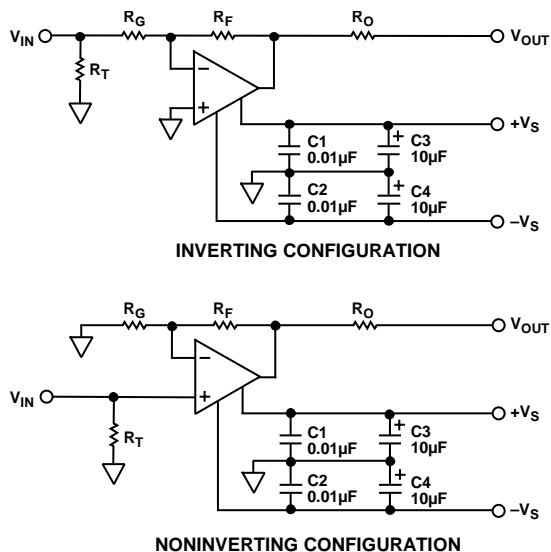 RG RF RO
VIN VOUT
RT
−
+
+VS
C1 + C3
0.01µF 10µF
C2 + C4
0.01µF 10µF
−VS
INVERTING CONFIGURATION
RG RF RO
VOUT
−
VIN +
+VS
RT
C1 + C3
0.01µF 10µF
C2 + C4
0.01µF 10µF
−VS
NONINVERTING CONFIGURATION